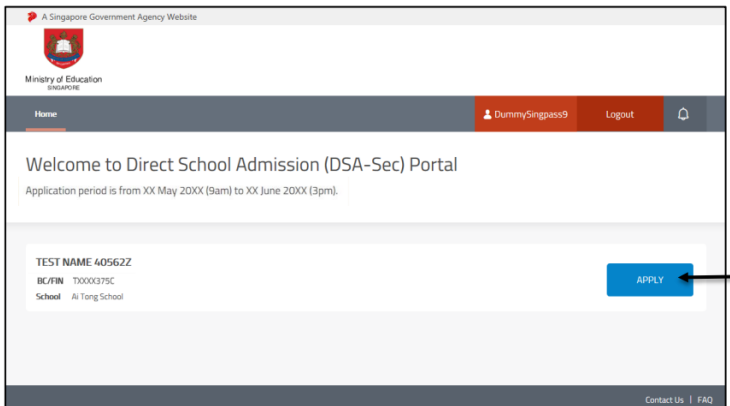 A Singapore Government Agency Website
Ministry of Education
SINGAPORE
Home
DummySingpass9
Logout
Welcome to Direct School Admission (DSA-Sec) Portal
Application period is from XX May 20XX (9am) to XX June 20XX (3pm).
TEST NAME 40562Z
BC/FIN TXXXX375C
APPLY
School Ai Tong School
Contact Us | FAQ